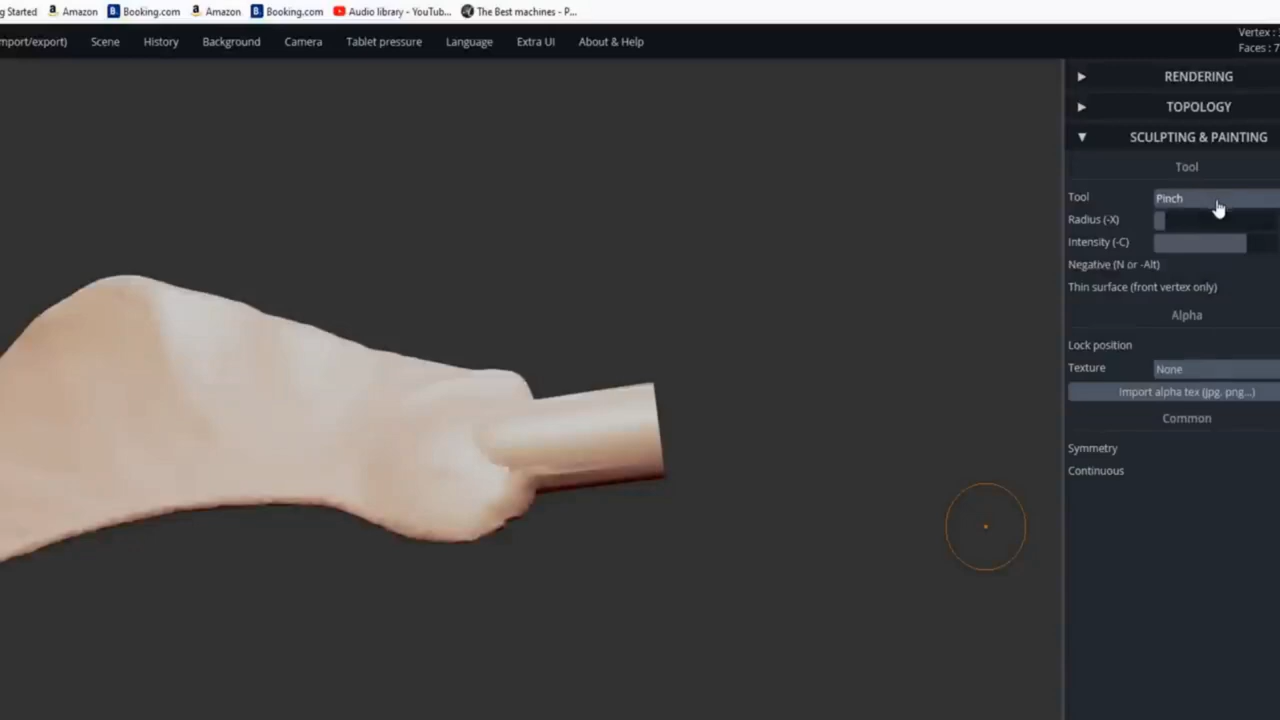 g Started Amazon Booking.com Amazon Booking.com Audio library - YouTub... The Best machines - P...
mport/export) Scene History Background Camera Tablet pressure Language Extra UI About & Help
Vertex :
Faces : 7
RENDERING
TOPOLOGY
SCULPTING & PAINTING
Tool
Tool Pinch
Radius (-X)
Intensity (-C)
Negative (N or -Alt)
Thin surface (front vertex only)
Alpha
Lock position
Texture None
Import alpha tex (jpg, png...)
Common
Symmetry
Continuous